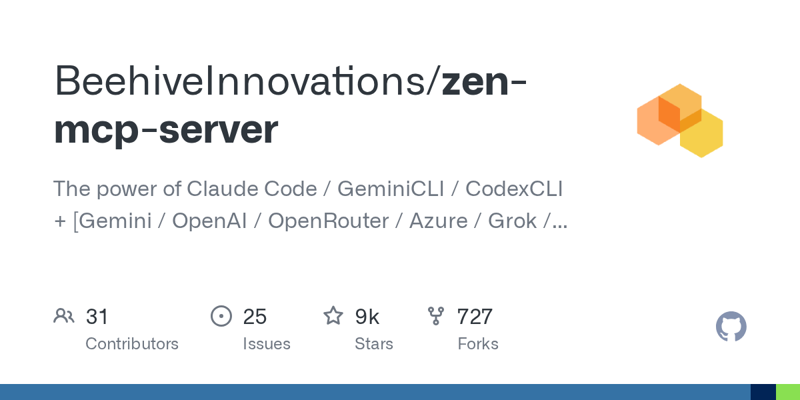 BeehiveInnovations/zen-
mcp-server
The power of Claude Code / GeminiCLI / CodexCLI
+ [Gemini / OpenAI / OpenRouter / Azure / Grok /...
31 25 9k 727
Contributors Issues Stars Forks